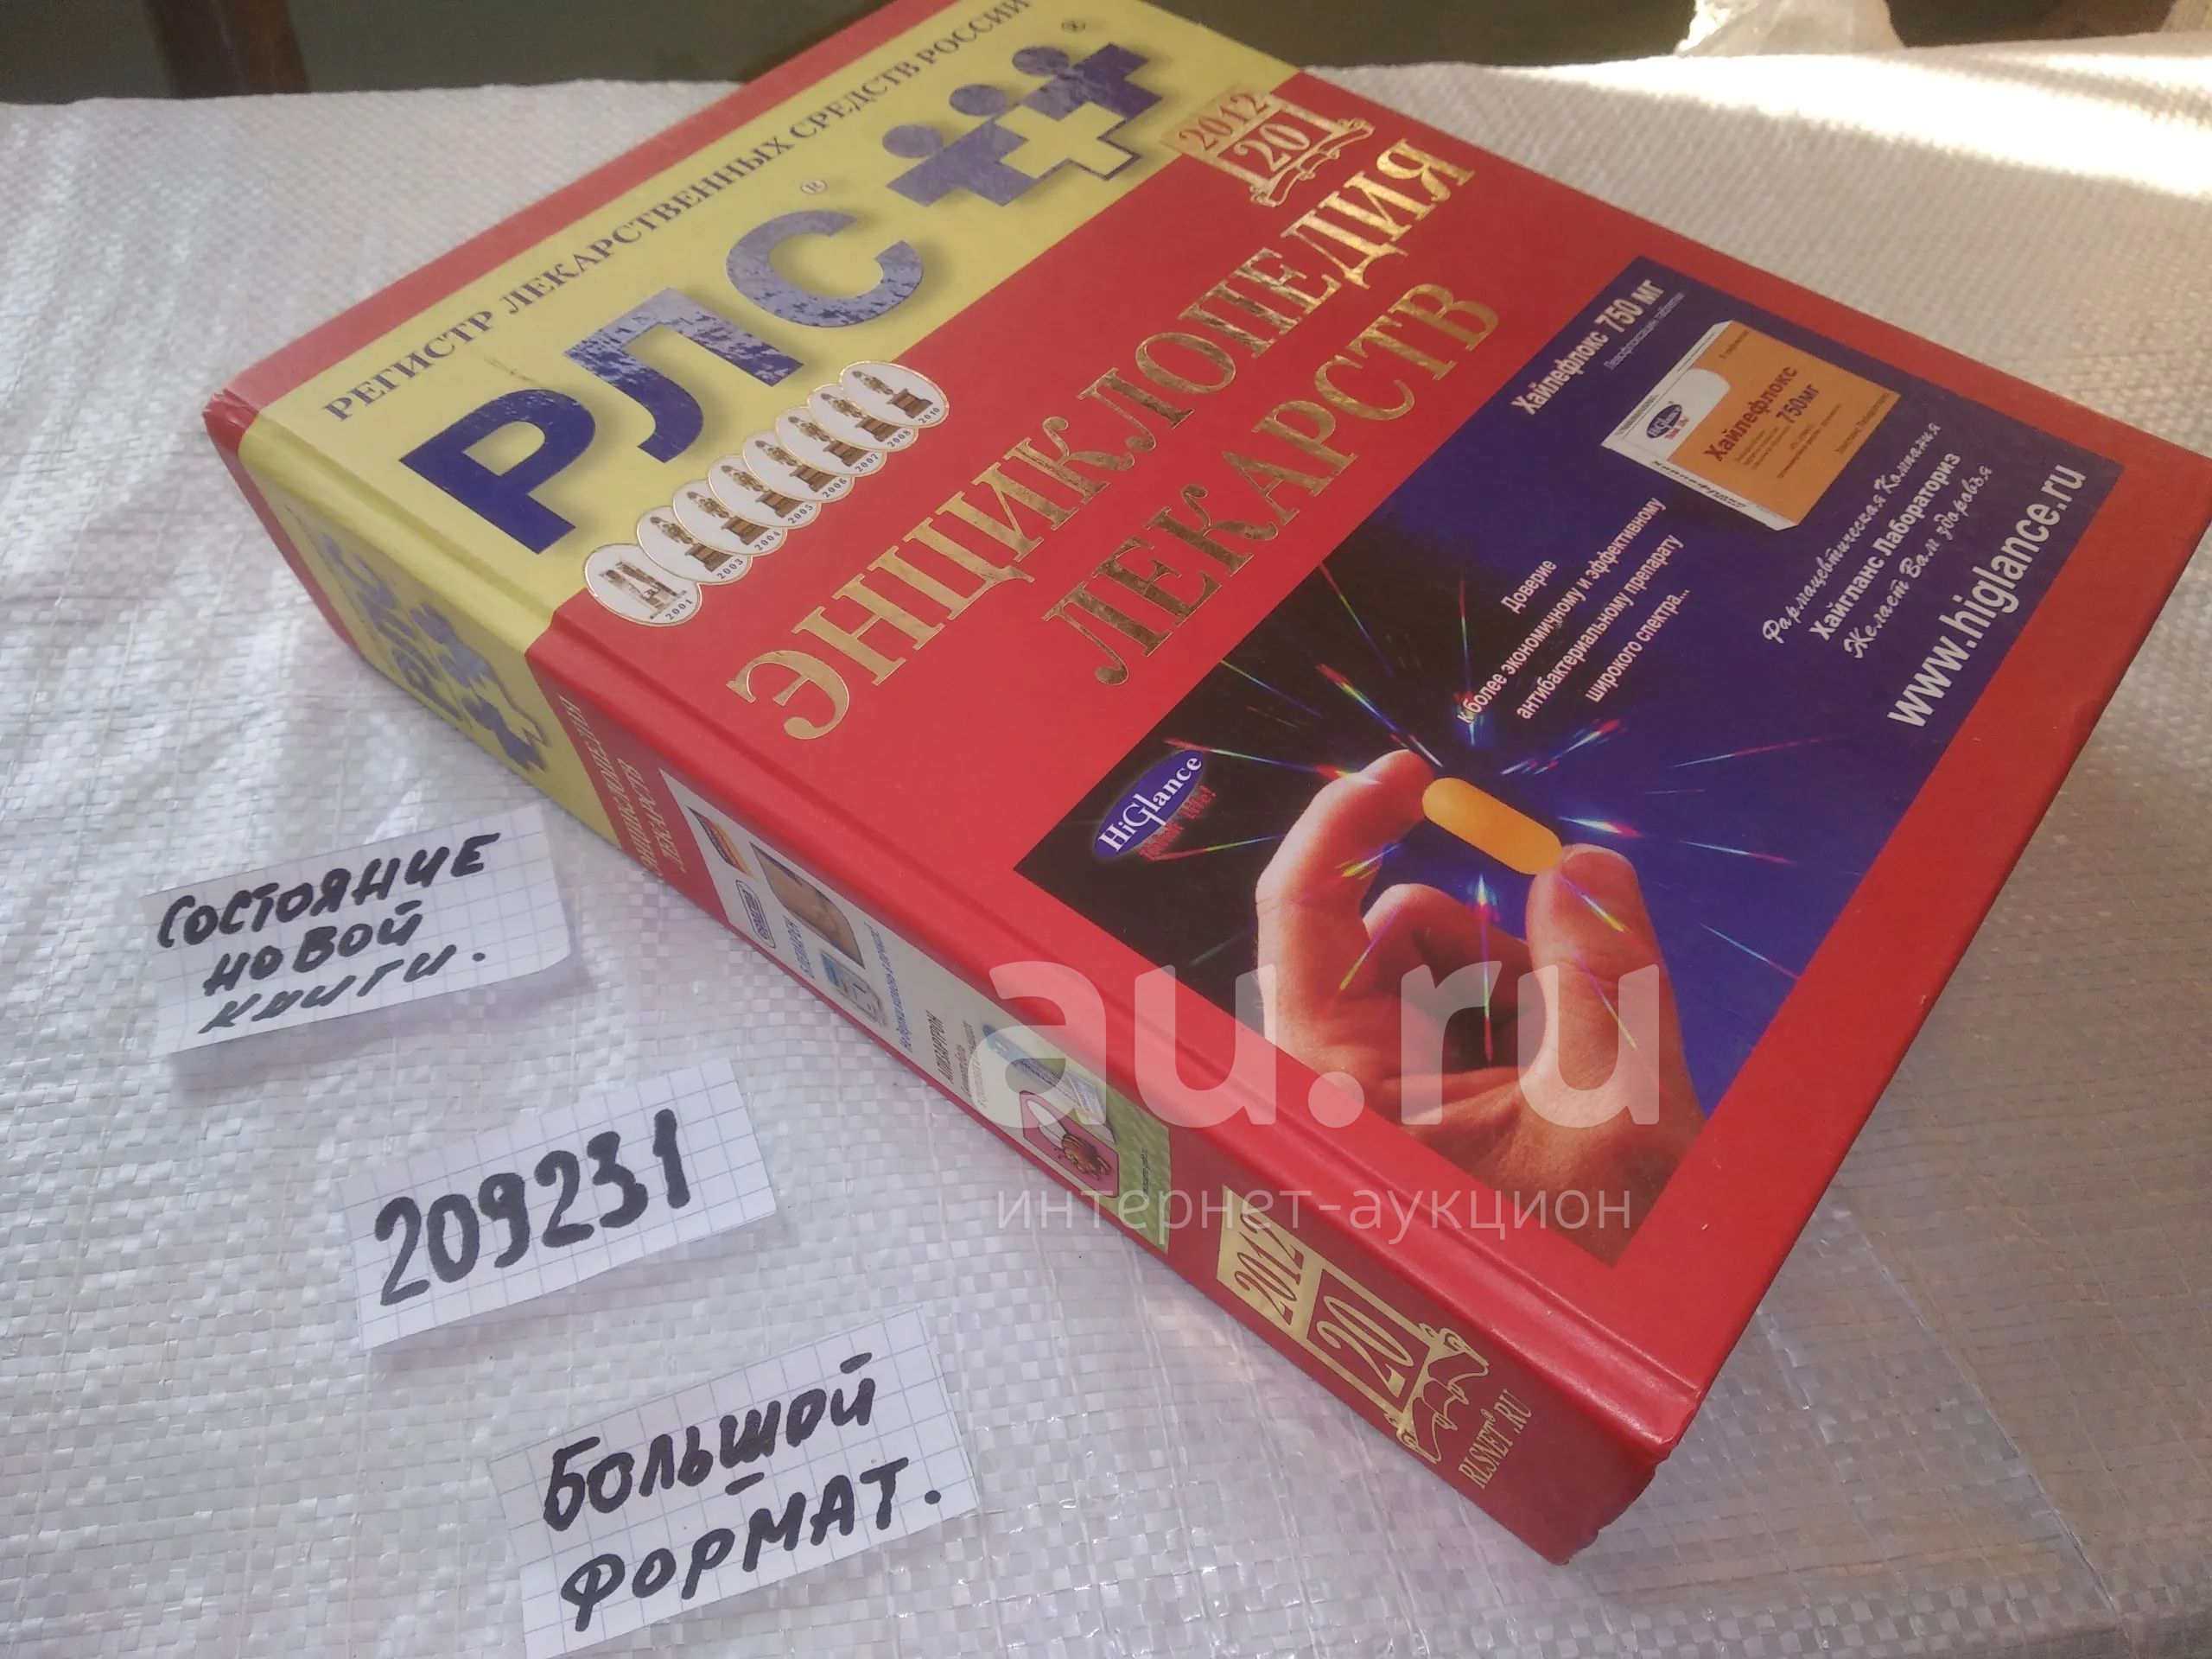 РЕГИСТР ЛЕКАРСТВЕННЫХ СРЕДСТВ РОССИИ
РЛС®
®
2012
20
2001
2003
2004
2005
2006
2007
2008
2010
ЭНЦИКЛОПЕДИЯ
ЛЕКАРСТВ
Хайлефлокс 750 мг
HiGlance
Хайлефлокс
750мг
Доверие
к более экономичному и эффективному
антибактериальному препарату
широкого спектра...
Фармацевтическая Компания
Хайгланс Лабораториз
Желает Вам здоровья
www.higlance.ru
HiGlance
РЛС
ЭНЦИКЛОПЕДИЯ
ЛЕКАРСТВ
2012
20
RLSNET®.RU
СОСТОЯНИЕ
НОВОЙ
КНИГИ.
209231
БОЛЬШОЙ
ФОРМАТ.
au.ru
интернет-аукцион